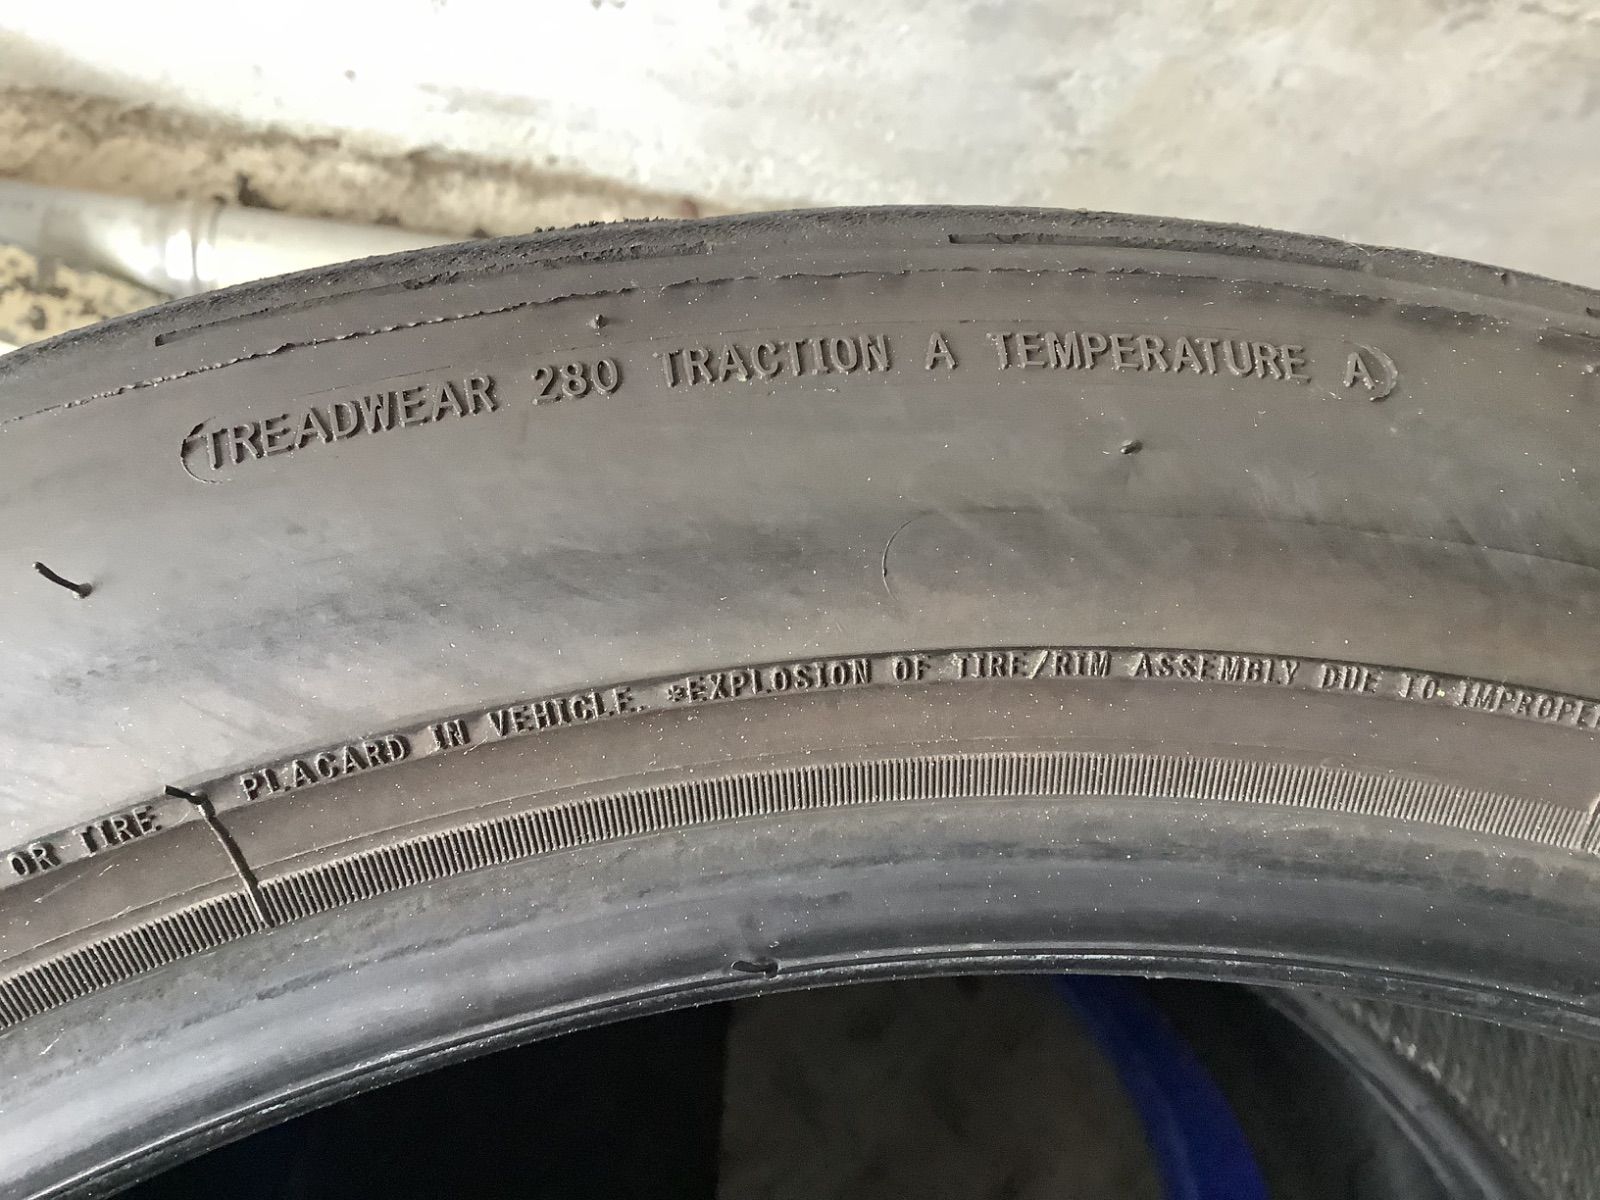 TREADWEAR 280 TRACTION A TEMPERATURE A
OR TIRE PLACARD IN VEHICLE. *EXPLOSION OF TIRE/RIM ASSEMBLY DUE TO IMPROPER